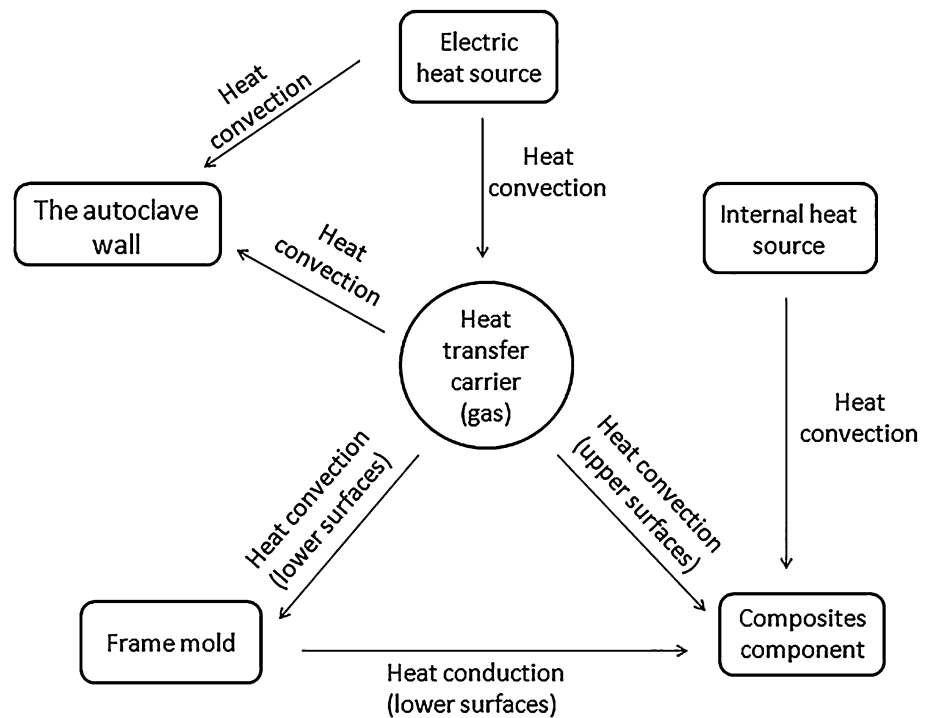 Electric
heat source
Heat
convection
Heat
convection
The autoclave
wall
Internal heat
source
Heat
convection
Heat
transfer
carrier
(gas)
Heat
convection
Heat convection
(lower surfaces)
Heat convection
(upper surfaces)
Frame mold
Composites
component
Heat conduction
(lower surfaces)